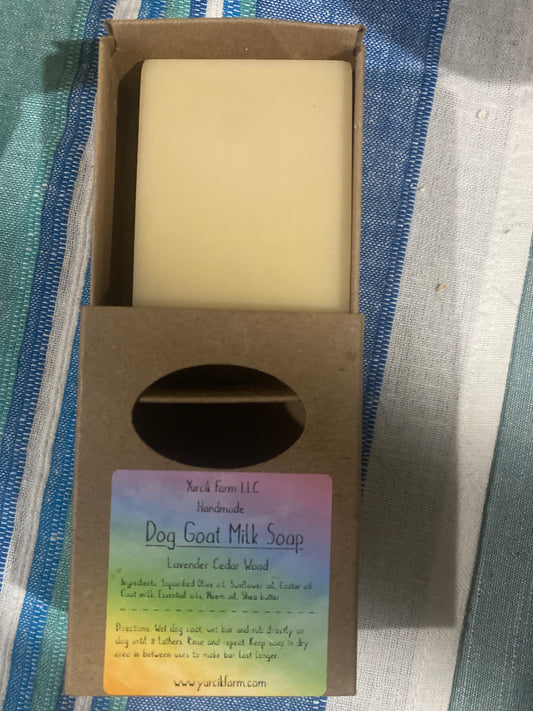 Yurcik Farm LLC
Handmade
Dog Goat Milk Soap
Lavender Cedar Wood
Ingredients: Saponified Olive oil, Sunflower oil, Castor oil,
Goat milk, Essential oils, Neem oil, Shea butter
Directions: Wet dog coat, wet bar and rub directly on
dog until it lathers. Rinse and repeat. Keep soap in dry
area in between uses to make bar last longer.
www.yurcikfarm.com